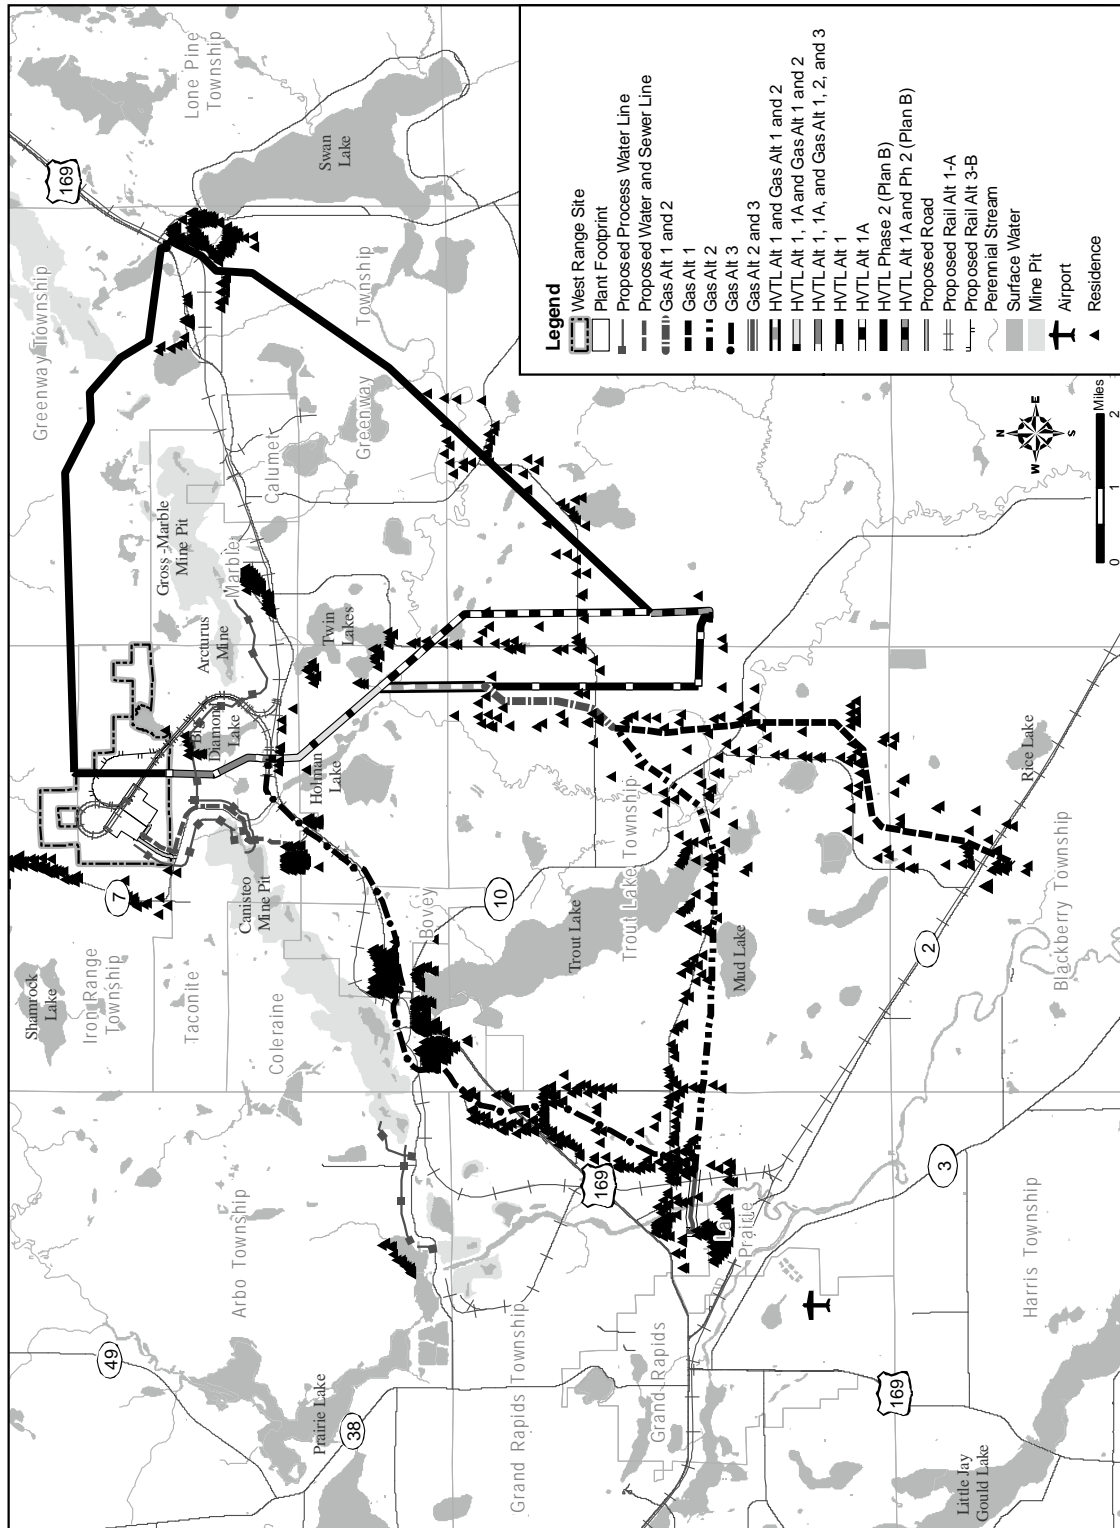 Lone Pine
Township
169
Swan
Lake
Greenway Township
Greenway
Township
Calumet
Gross-Marble
Mine Pit
Marble
Arcturus
Mine
Twin
Lakes
Big
Diamond
Lake
Holman
Lake
7
Canisteo
Mine Pit
Shamrock
Lake
Iron Range
Township
Taconite
Coleraine
Bovey
10
Trout Lake
Trout Lake Township
Mud Lake
Rice Lake
Blackberry Township
2
169
La
Prairie
3
Arbo Township
Harris Township
49
Prairie Lake
38
Grand Rapids Township
Grand Rapids
169
Little Jay
Gould Lake
Legend
West Range Site
Plant Footprint
Proposed Process Water Line
Proposed Water and Sewer Line
Gas Alt 1 and 2
Gas Alt 1
Gas Alt 2
Gas Alt 3
Gas Alt 2 and 3
HVTL Alt 1 and Gas Alt 1 and 2
HVTL Alt 1, 1A and Gas Alt 1 and 2
HVTL Alt 1, 1A, and Gas Alt 1, 2, and 3
HVTL Alt 1
HVTL Alt 1A
HVTL Phase 2 (Plan B)
HVTL Alt 1A and Ph 2 (Plan B)
Proposed Road
Proposed Rail Alt 1-A
Proposed Rail Alt 3-B
Perennial Stream
Surface Water
Mine Pit
Airport
Residence
N
W E
S
0 1 2
Miles